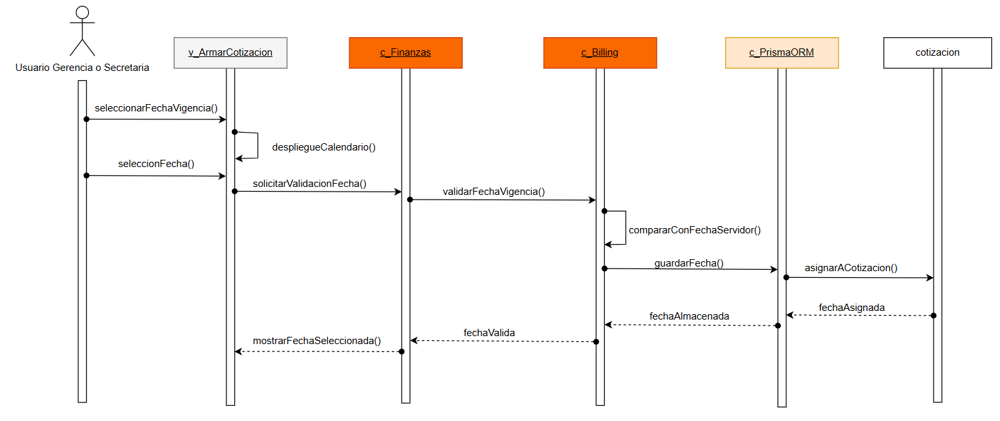 Usuario Gerencia o Secretaria
v_ArmarCotizacion
c_Finanzas
c_Billing
c_PrismaORM
cotizacion
seleccionarFechaVigencia()
despliegueCalendario()
seleccionFecha()
solicitarValidacionFecha()
validarFechaVigencia()
compararConFechaServidor()
guardarFecha()
asignarACotizacion()
fechaAsignada
fechaAlmacenada
fechaValida
mostrarFechaSeleccionada()